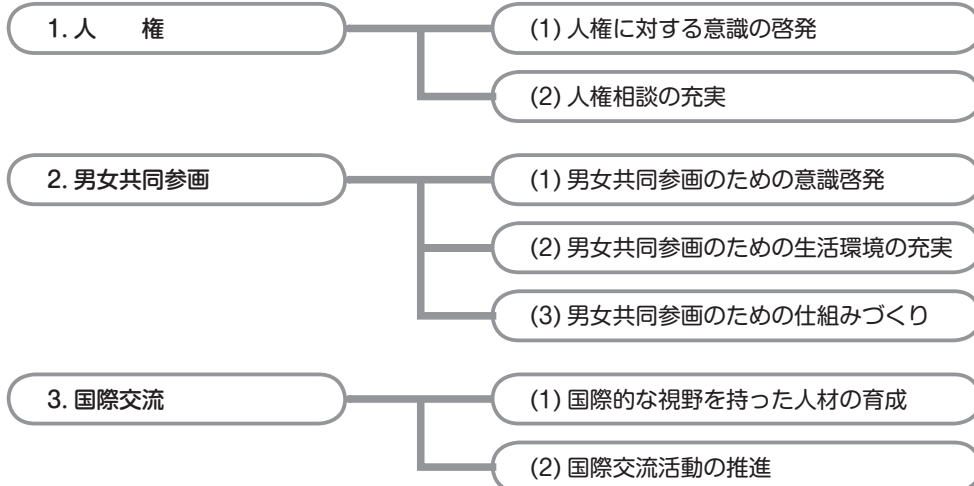 1. 人　　権
(1) 人権に対する意識の啓発
(2) 人権相談の充実
2. 男女共同参画
(1) 男女共同参画のための意識啓発
(2) 男女共同参画のための生活環境の充実
(3) 男女共同参画のための仕組みづくり
3. 国際交流
(1) 国際的な視野を持った人材の育成
(2) 国際交流活動の推進